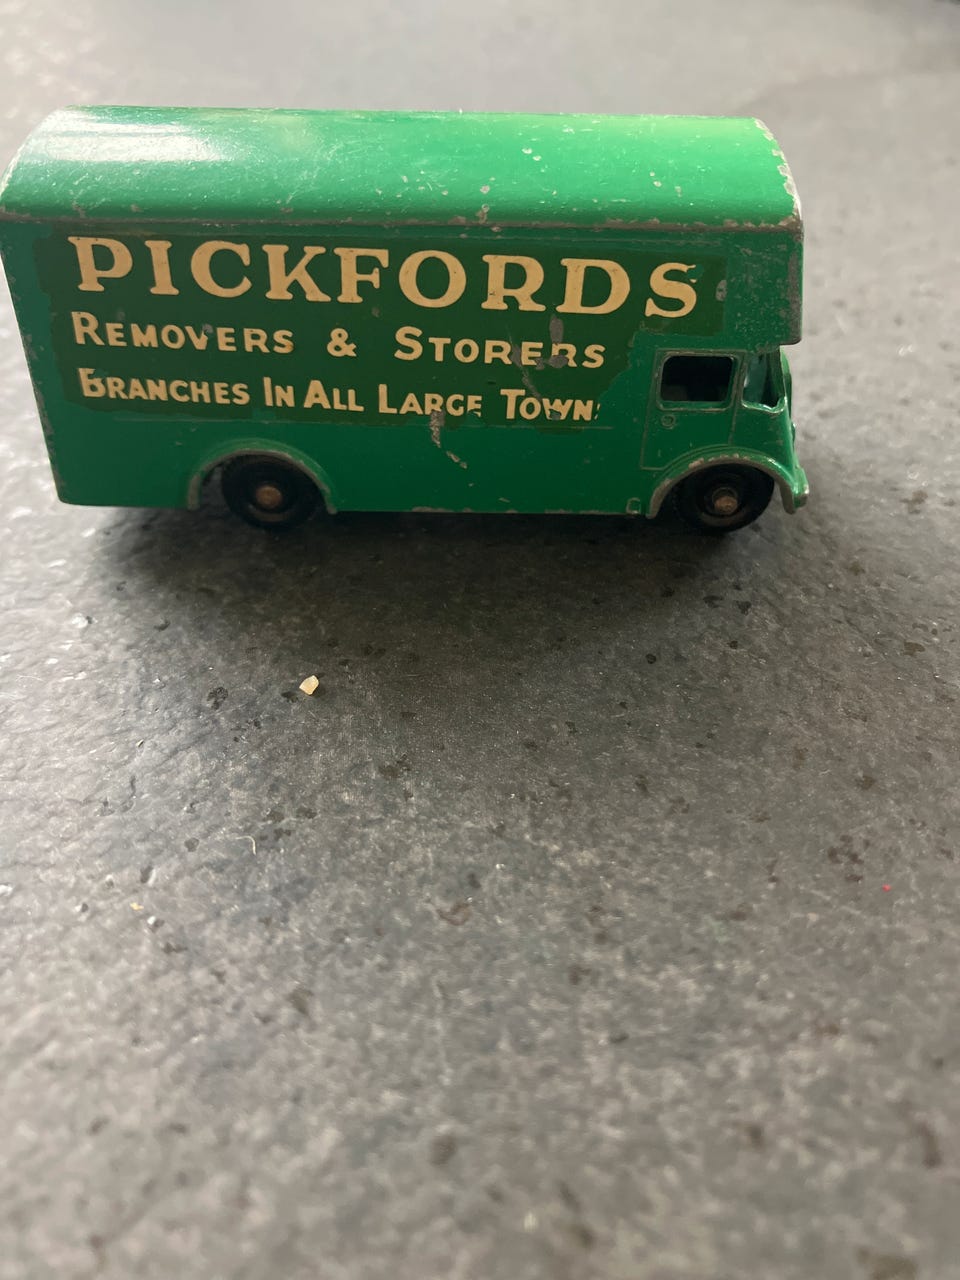 PICKFORDS
REMOVERS & STORERS
BRANCHES IN ALL LARGE TOWNS